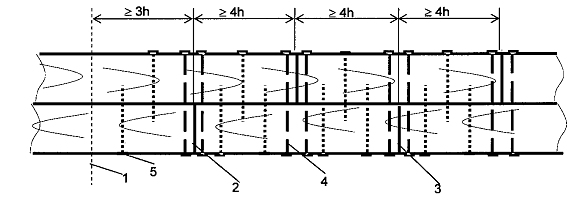 ≥ 3h ≥ 4h ≥ 4h ≥ 4h
1 5 2 4 3